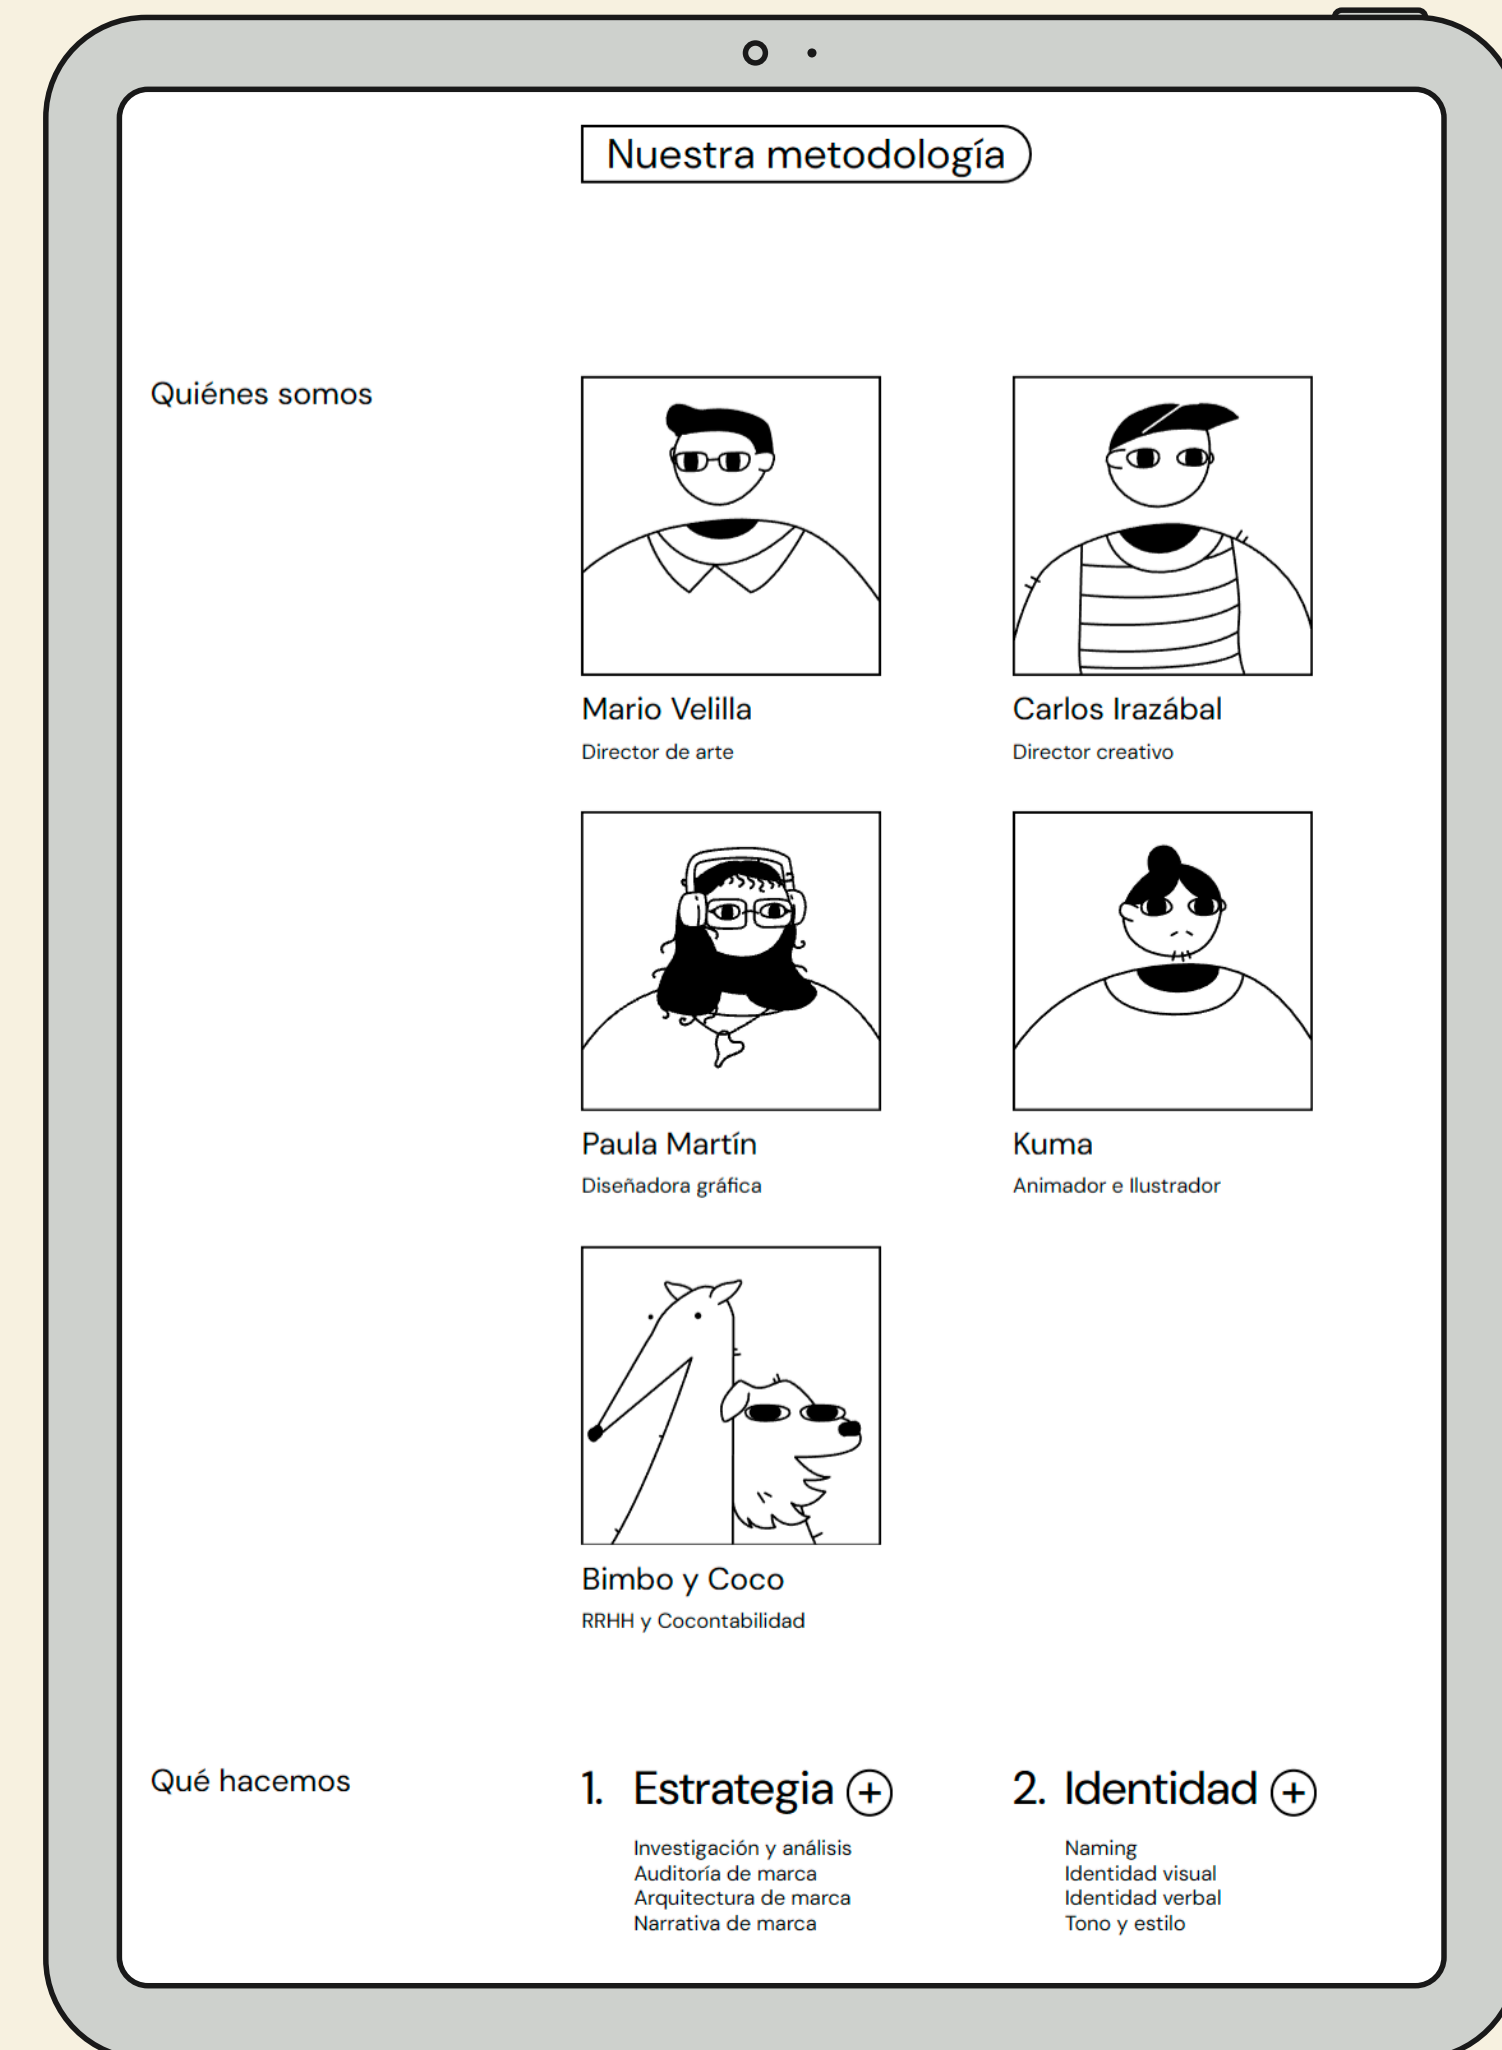 Nuestra metodología
Quiénes somos
Mario Velilla
Director de arte
Carlos Irazábal
Director creativo
Paula Martín
Diseñadora gráfica
Kuma
Animador e Ilustrador
Bimbo y Coco
RRHH y Cocontabilidad
Qué hacemos
1. Estrategia +
Investigación y análisis
Auditoría de marca
Arquitectura de marca
Narrativa de marca
2. Identidad +
Naming
Identidad visual
Identidad verbal
Tono y estilo